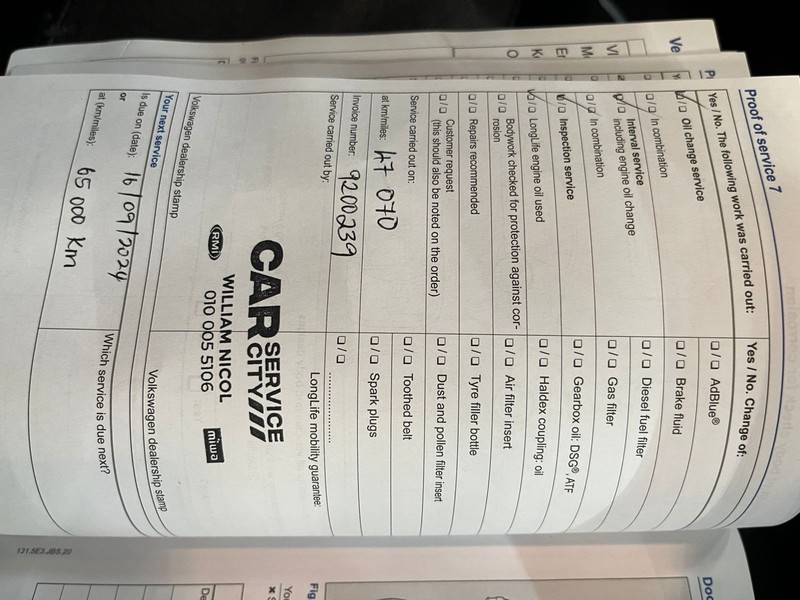 Proof of service 7
Yes / No. The following work was carried out:
☑/☐ Oil change service
☐/☐ In combination
☑/☐ Interval service
including engine oil change
☐/☐ In combination
☑/☐ Inspection service
☑/☐ LongLife engine oil used
☐/☐ Bodywork checked for protection against cor-
rosion
☐/☐ Repairs recommended
☐/☐ Customer request
(this should also be noted on the order)
Service carried out on:
at km/miles: 47 070
Invoice number: 9200239
Service carried out by:
Yes / No. Change of:
☐/☐ AdBlue®
☐/☐ Brake fluid
☐/☐ Diesel fuel filter
☐/☐ Gas filter
☐/☐ Gearbox oil: DSG®, ATF
☐/☐ Haldex coupling: oil
☐/☐ Air filter insert
☐/☐ Tyre filler bottle
☐/☐ Dust and pollen filter insert
☐/☐ Toothed belt
☐/☐ Spark plugs
☐/☐ ........................
LongLife mobility guarantee:
CAR SERVICE
CITY
WILLIAM NICOL
010 005 5106
RMI
miwa
Volkswagen dealership stamp
Volkswagen dealership stamp
Your next service
Is due on (date): 16/09/2024
or
at (km/miles): 65 000 Km
Which service is due next?
131.5E3.JBS.20